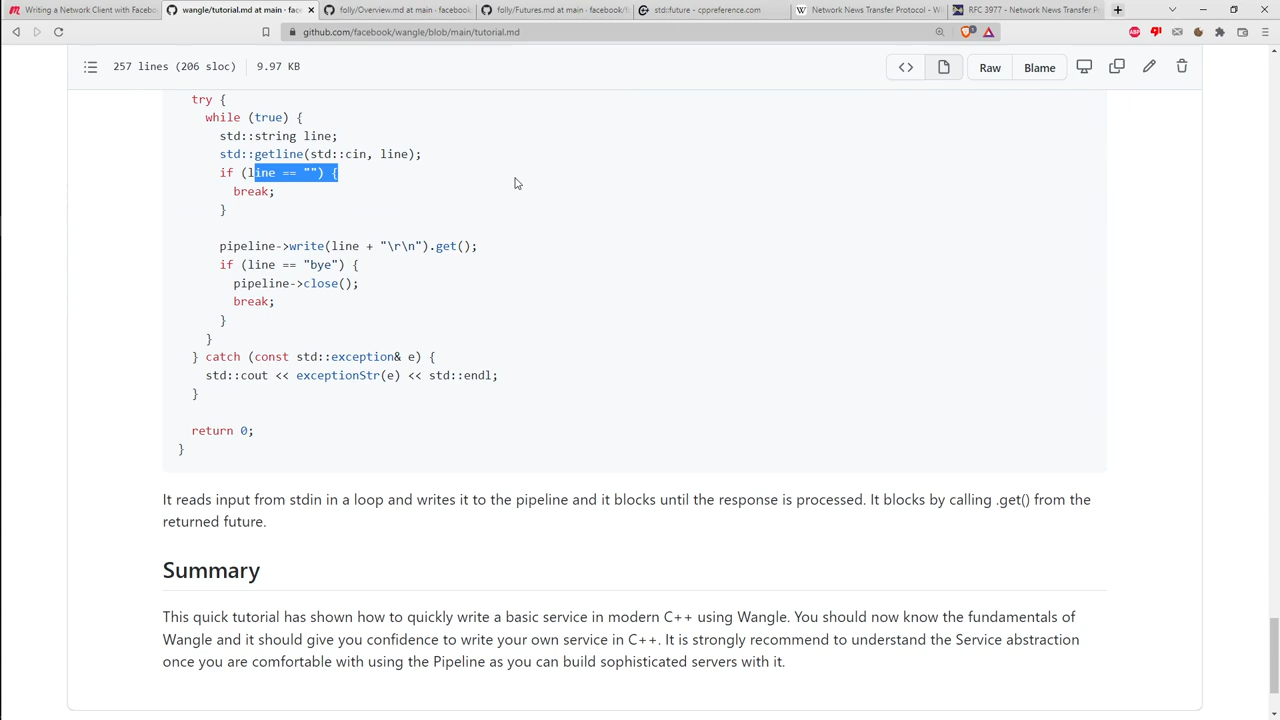 Writing a Network Client with Facebo
wangle/tutorial.md at main · face
folly/Overview.md at main · facebook
folly/Futures.md at main · facebook/f
std::future - cppreference.com
Network News Transfer Protocol - Wi
RFC 3977 - Network News Transfer P
github.com/facebook/wangle/blob/main/tutorial.md
257 lines (206 sloc)
9.97 KB
Raw
Blame
try {
while (true) {
std::string line;
std::getline(std::cin, line);
if (line == "") {
break;
}
pipeline->write(line + "\r\n").get();
if (line == "bye") {
pipeline->close();
break;
}
}
} catch (const std::exception& e) {
std::cout << exceptionStr(e) << std::endl;
}
return 0;
}
It reads input from stdin in a loop and writes it to the pipeline and it blocks until the response is processed. It blocks by calling .get() from the
returned future.
Summary
This quick tutorial has shown how to quickly write a basic service in modern C++ using Wangle. You should now know the fundamentals of
Wangle and it should give you confidence to write your own service in C++. It is strongly recommend to understand the Service abstraction
once you are comfortable with using the Pipeline as you can build sophisticated servers with it.